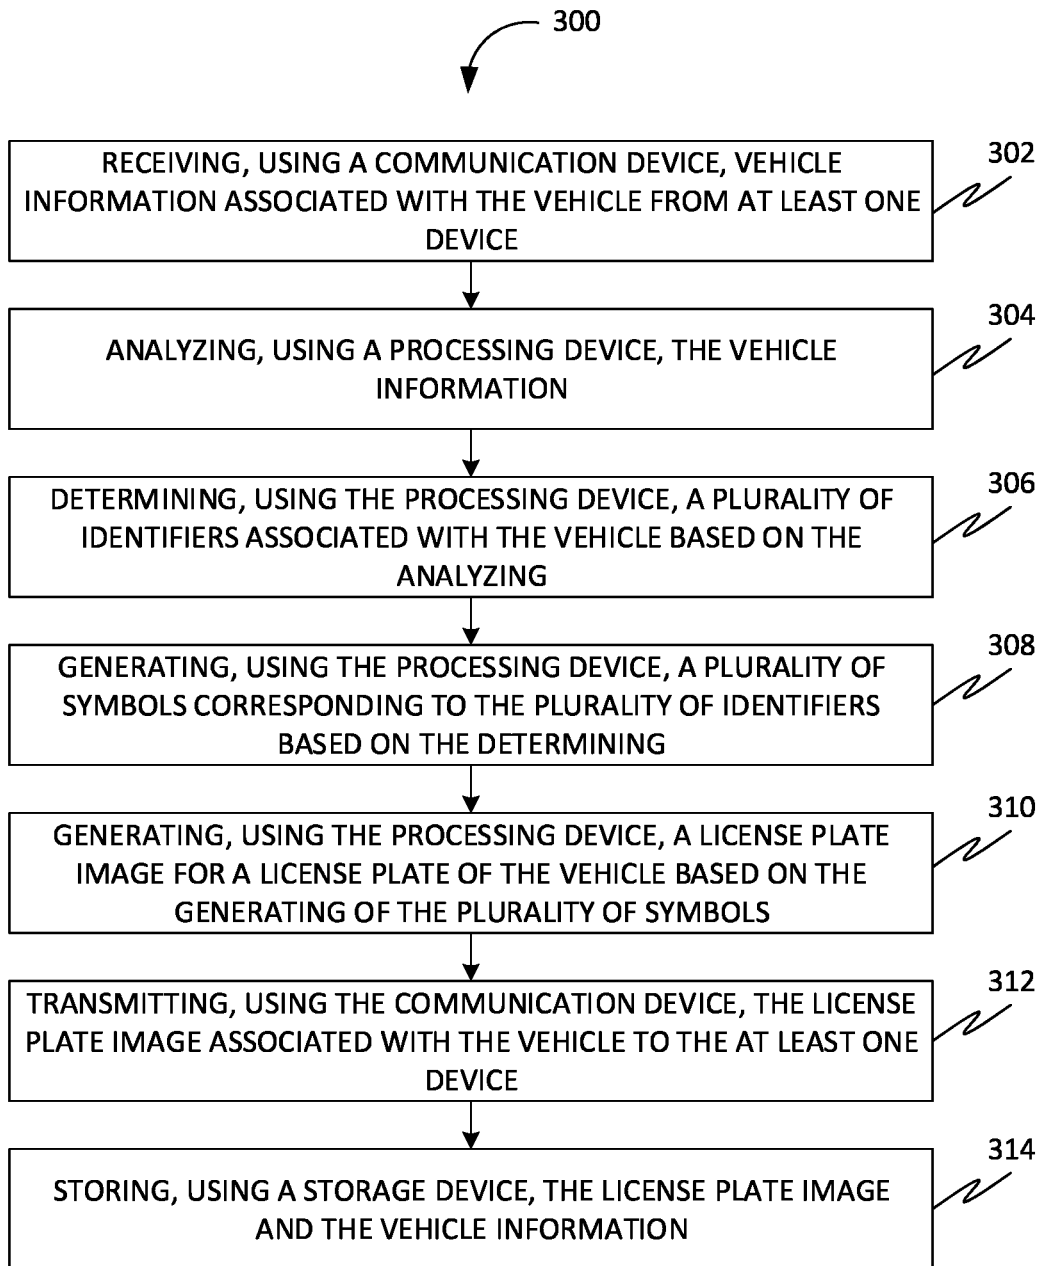 300
RECEIVING, USING A COMMUNICATION DEVICE, VEHICLE
INFORMATION ASSOCIATED WITH THE VEHICLE FROM AT LEAST ONE
DEVICE
302
ANALYZING, USING A PROCESSING DEVICE, THE VEHICLE
INFORMATION
304
DETERMINING, USING THE PROCESSING DEVICE, A PLURALITY OF
IDENTIFIERS ASSOCIATED WITH THE VEHICLE BASED ON THE
ANALYZING
306
GENERATING, USING THE PROCESSING DEVICE, A PLURALITY OF
SYMBOLS CORRESPONDING TO THE PLURALITY OF IDENTIFIERS
BASED ON THE DETERMINING
308
GENERATING, USING THE PROCESSING DEVICE, A LICENSE PLATE
IMAGE FOR A LICENSE PLATE OF THE VEHICLE BASED ON THE
GENERATING OF THE PLURALITY OF SYMBOLS
310
TRANSMITTING, USING THE COMMUNICATION DEVICE, THE LICENSE
PLATE IMAGE ASSOCIATED WITH THE VEHICLE TO THE AT LEAST ONE
DEVICE
312
STORING, USING A STORAGE DEVICE, THE LICENSE PLATE IMAGE
AND THE VEHICLE INFORMATION
314